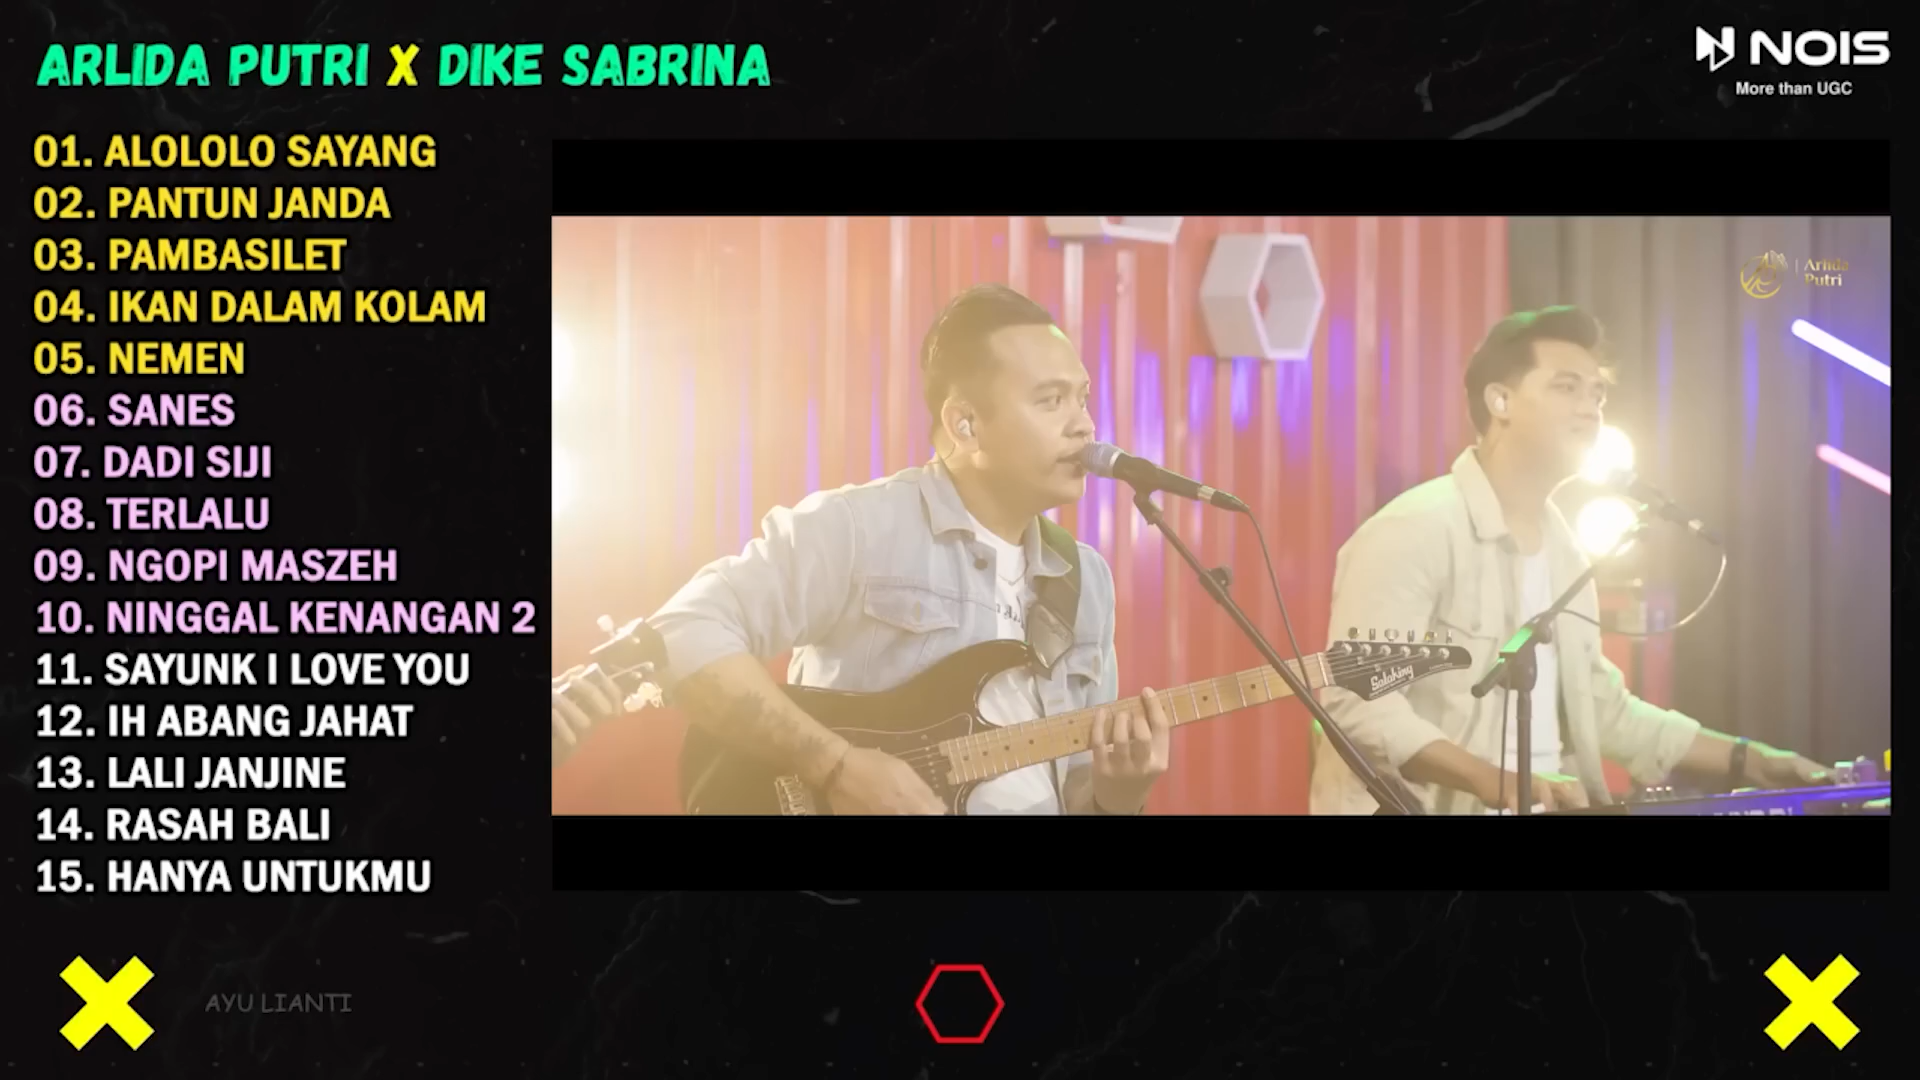 ARLIDA PUTRI X DIKE SABRINA
NOIS
More than UGC
01. ALOLOLO SAYANG
02. PANTUN JANDA
03. PAMBASILET
04. IKAN DALAM KOLAM
05. NEMEN
06. SANES
07. DADI SIJI
08. TERLALU
09. NGOPI MASZEH
10. NINGGAL KENANGAN 2
11. SAYUNK I LOVE YOU
12. IH ABANG JAHAT
13. LALI JANJINE
14. RASAH BALI
15. HANYA UNTUKMU
Arlida
Putri
AYU LIANTI